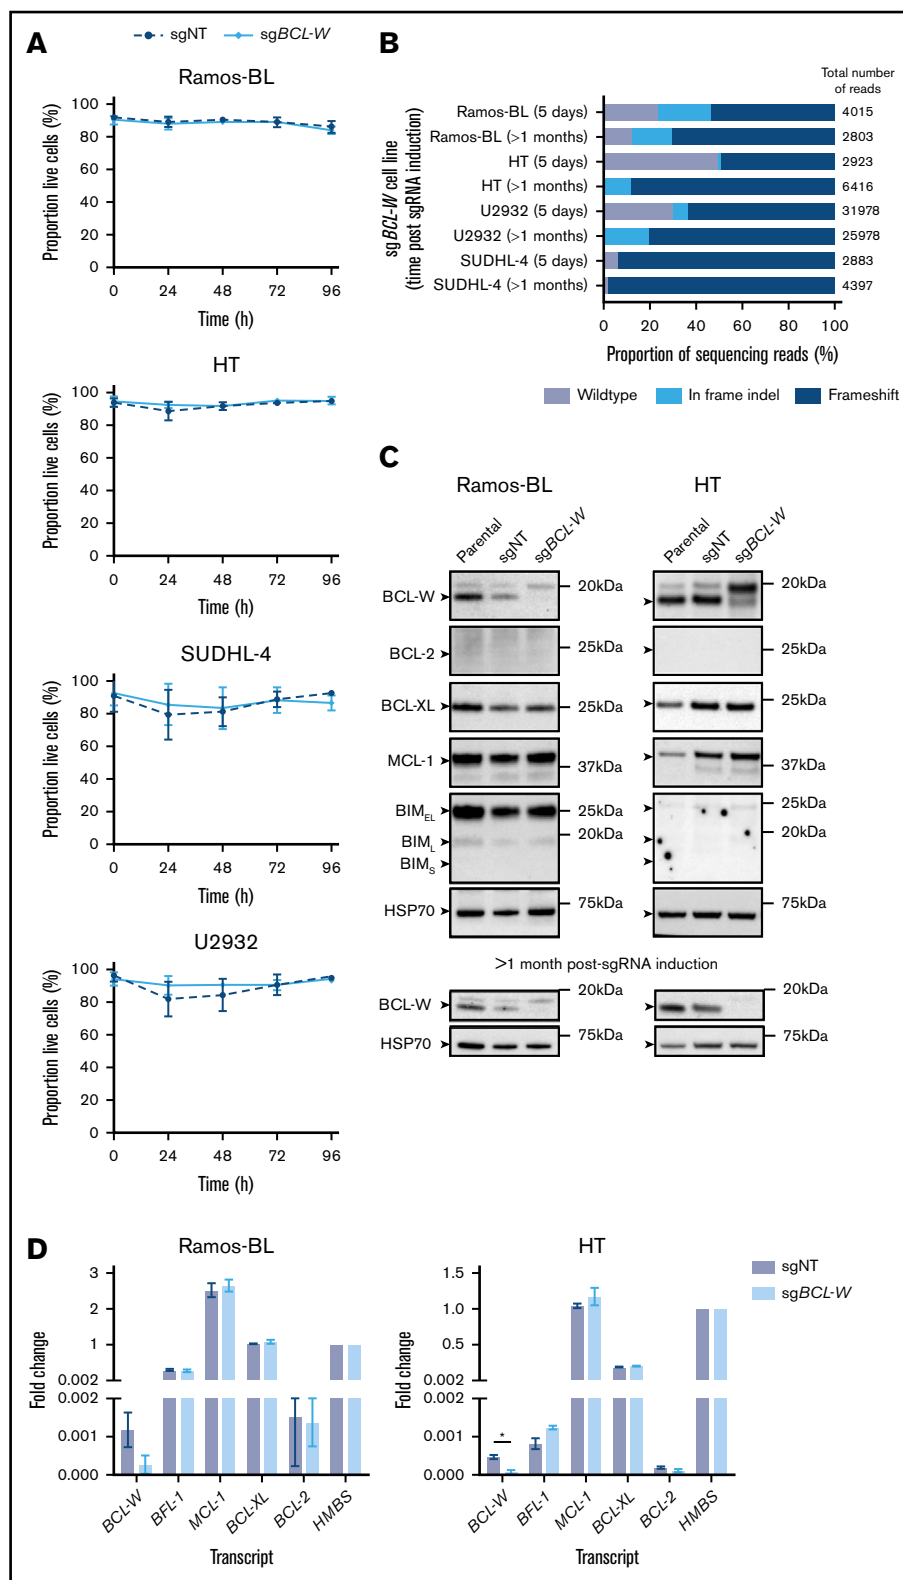 A
sgNT
sgBCL-W
Ramos-BL
Proportion live cells (%)
100
80
60
40
20
0
0 24 48 72 96
Time (h)
HT
Proportion live cells (%)
100
80
60
40
20
0
0 24 48 72 96
Time (h)
SUDHL-4
Proportion live cells (%)
100
80
60
40
20
0
0 24 48 72 96
Time (h)
U2932
Proportion live cells (%)
100
80
60
40
20
0
0 24 48 72 96
Time (h)
B
Total number
of reads
sgBCL-W cell line
(time post sgRNA induction)
Ramos-BL (5 days) 4015
Ramos-BL (>1 months) 2803
HT (5 days) 2923
HT (>1 months) 6416
U2932 (5 days) 31978
U2932 (>1 months) 25978
SUDHL-4 (5 days) 2883
SUDHL-4 (>1 months) 4397
0 20 40 60 80 100
Proportion of sequencing reads (%)
Wildtype In frame indel Frameshift
C
Ramos-BL HT
Parental sgNT sgBCL-W Parental sgNT sgBCL-W
BCL-W 20kDa 20kDa
BCL-2 25kDa 25kDa
BCL-XL 25kDa 25kDa
MCL-1 37kDa 37kDa
BIMEL 25kDa 25kDa
BIML 20kDa 20kDa
BIMS
HSP70 75kDa 75kDa
>1 month post-sgRNA induction
BCL-W 20kDa 20kDa
HSP70 75kDa 75kDa
D
Ramos-BL
Fold change
3
2
1
0.002
0.002
0.001
0.000
BCL-W BFL-1 MCL-1 BCL-XL BCL-2 HMBS
Transcript
HT
Fold change
1.5
1.0
0.5
0.002
0.002
0.001
0.000
*
BCL-W BFL-1 MCL-1 BCL-XL BCL-2 HMBS
Transcript
sgNT
sgBCL-W